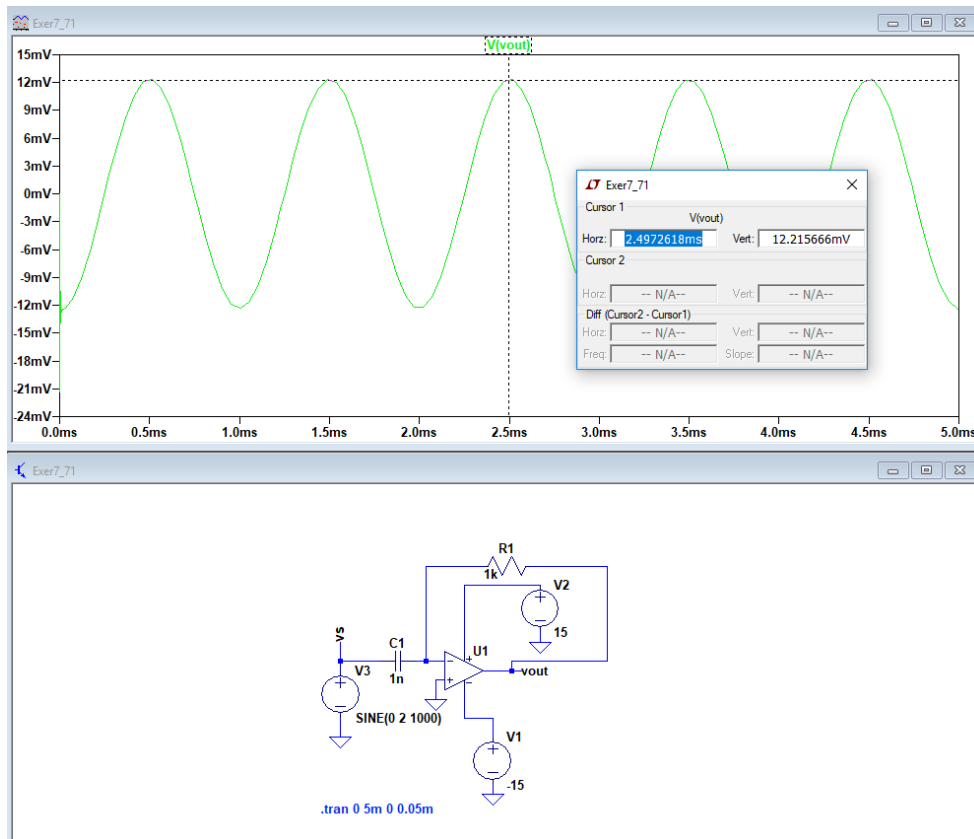 Exer7_71
V(vout)
15mV
12mV
9mV
6mV
3mV
0mV
-3mV
-6mV
-9mV
-12mV
-15mV
-18mV
-21mV
-24mV
0.0ms 0.5ms 1.0ms 1.5ms 2.0ms 2.5ms 3.0ms 3.5ms 4.0ms 4.5ms 5.0ms
Exer7_71
Cursor 1
V(vout)
Horz: 2.4972618ms Vert: 12.215666mV
Cursor 2
Horz: -- N/A-- Vert: -- N/A--
Diff (Cursor2 - Cursor1)
Horz: -- N/A-- Vert: -- N/A--
Freq: -- N/A-- Slope: -- N/A--
Exer7_71
R1
1k
V2
15
vs
C1
1n
U1
vout
V3
SINE(0 2 1000)
V1
-15
.tran 0 5m 0 0.05m